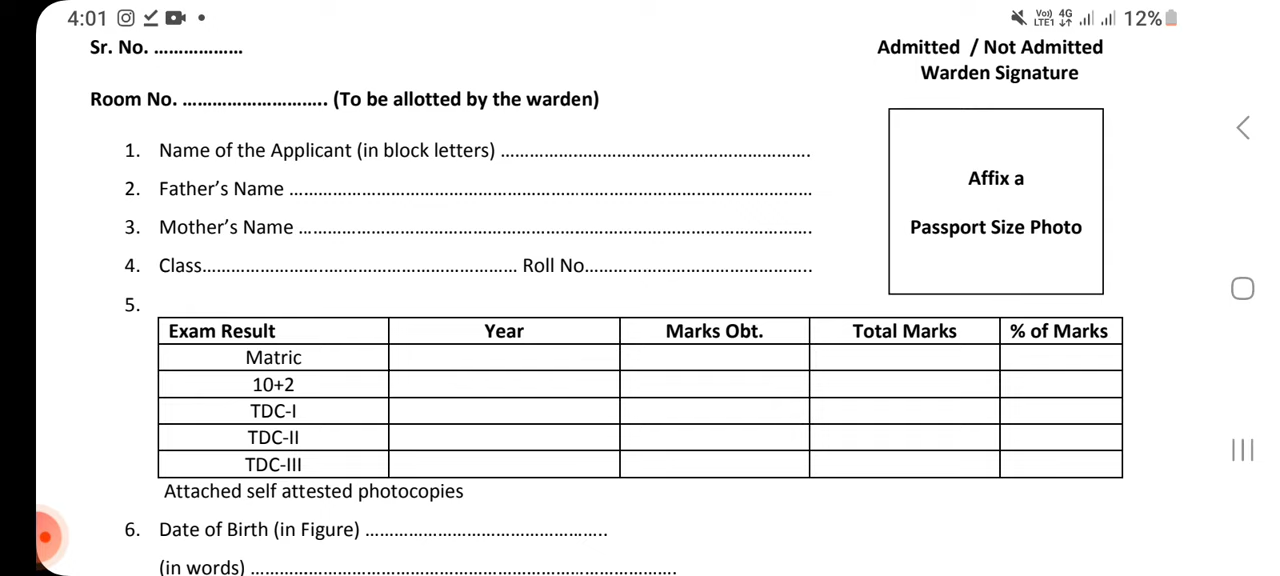 4:01 Vo) LTE1 4G 12%
Sr. No. ………………
Admitted / Not Admitted
Warden Signature
Room No. ……………………….. (To be allotted by the warden)
Affix a
Passport Size Photo
1. Name of the Applicant (in block letters) …………………………………………………….
2. Father’s Name …………………………………………………………………………………………..
3. Mother’s Name ………………………………………………………………………………………..
4. Class……………………………………………………… Roll No……………………………………..
5.
Exam Result Year Marks Obt. Total Marks % of Marks
Matric
10+2
TDC-I
TDC-II
TDC-III
Attached self attested photocopies
6. Date of Birth (in Figure) ………………………………………..
(in words) ………………………………………………………………………….